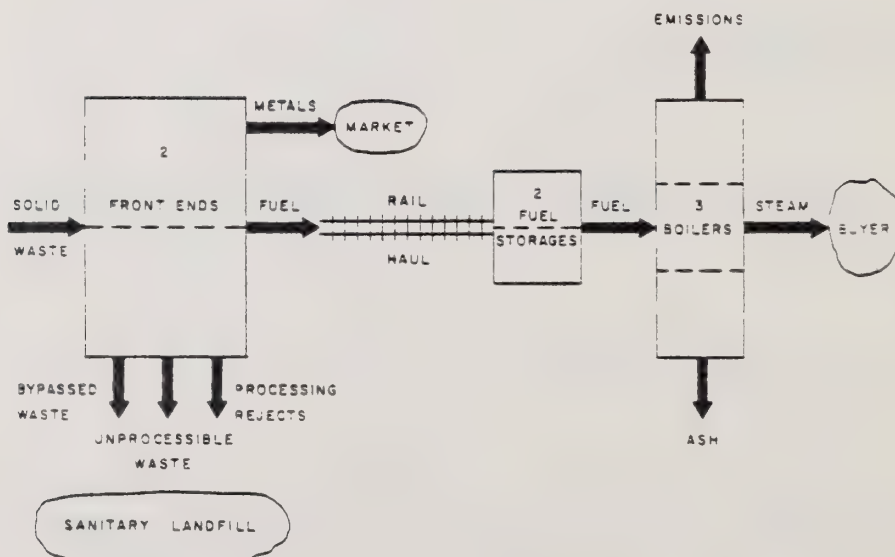 EMISSIONS
METALS
MARKET
2
SOLID
WASTE
FRONT ENDS
FUEL
RAIL
HAUL
2
FUEL
STORAGES
FUEL
3
BOILERS
STEAM
BUYER
BYPASSED
WASTE
PROCESSING
REJECTS
UNPROCESSIBLE
WASTE
ASH
SANITARY LANDFILL